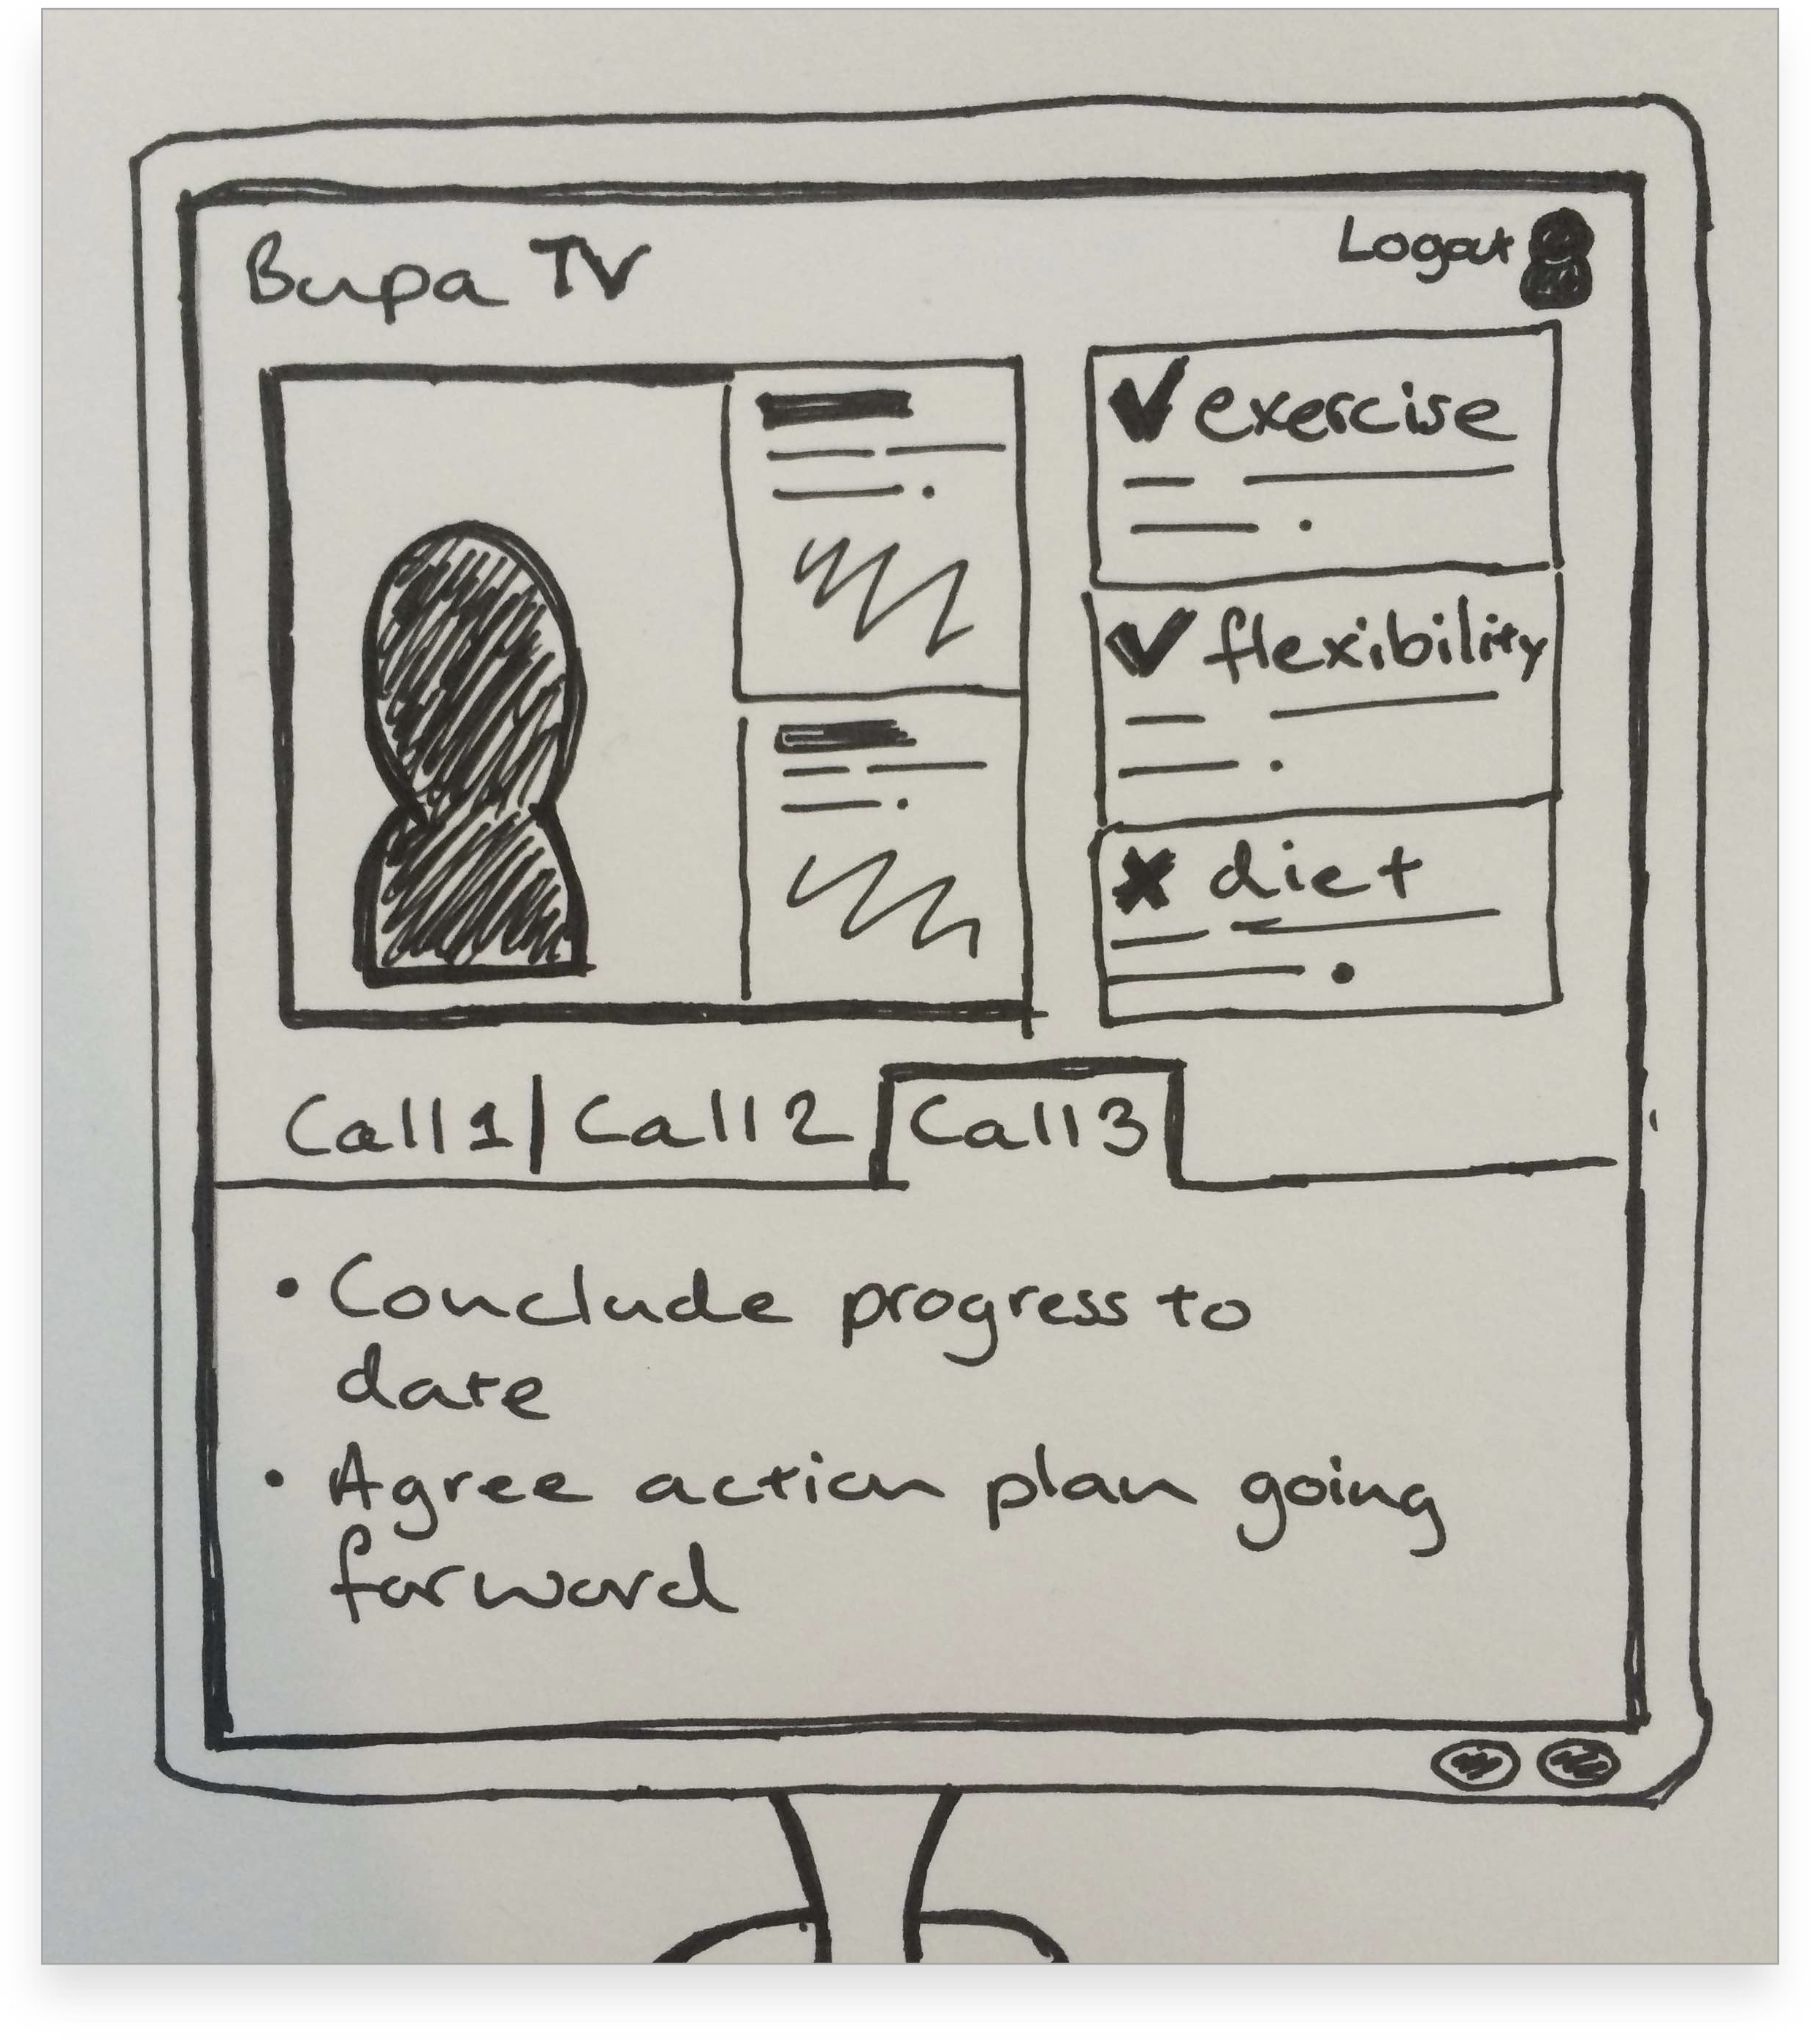 Bupa TV
Logout
exercise
flexibility
diet
Call 1 Call 2 Call 3
• Conclude progress to
date
• Agree action plan going
forward